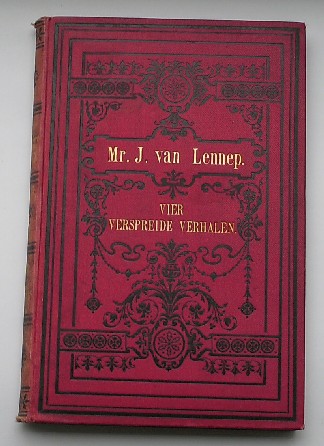 Mr. J. van Lennep.
VIER
VERSPREIDE VERHALEN.